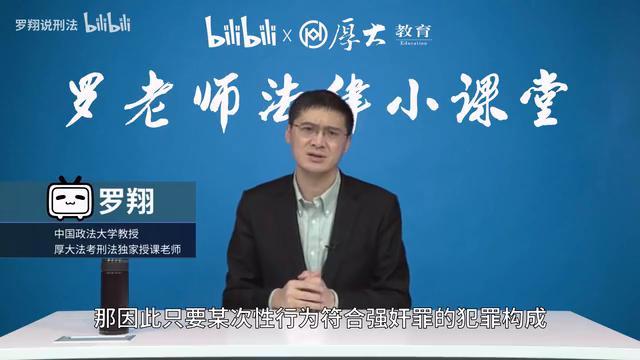 罗翔说刑法 bilibili
bilibili x 厚大 教育
Education
罗老师法律小课堂
罗翔
中国政法大学教授
厚大法考刑法独家授课老师
那因此只要某次性行为符合强奸罪的犯罪构成